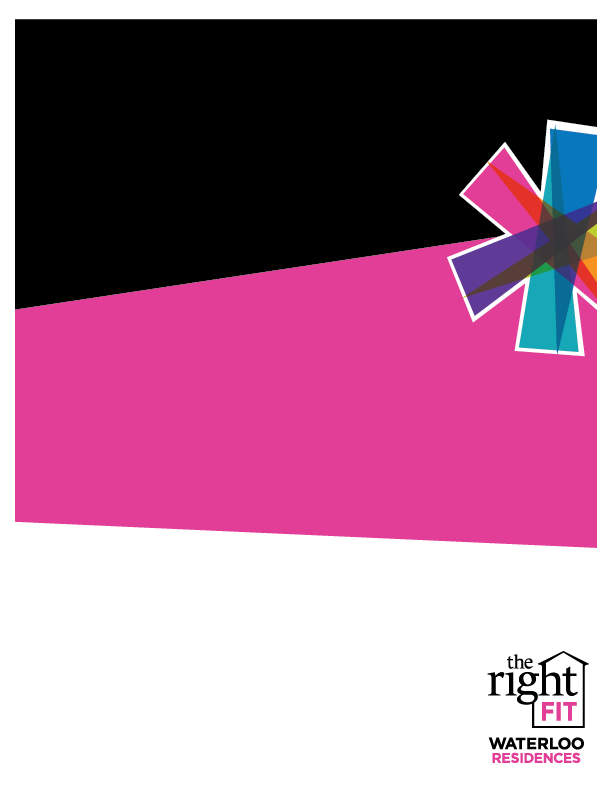 the
right
FIT
WATERLOO
RESIDENCES